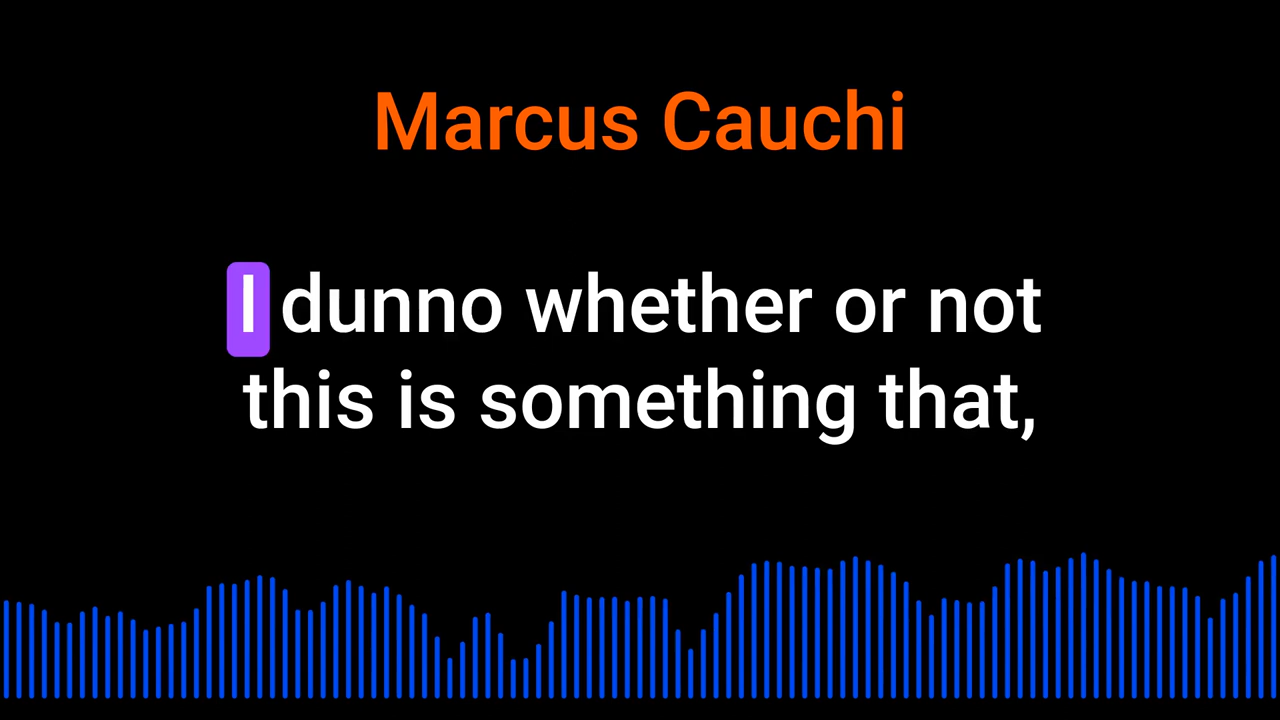 Marcus Cauchi
I dunno whether or not
this is something that,